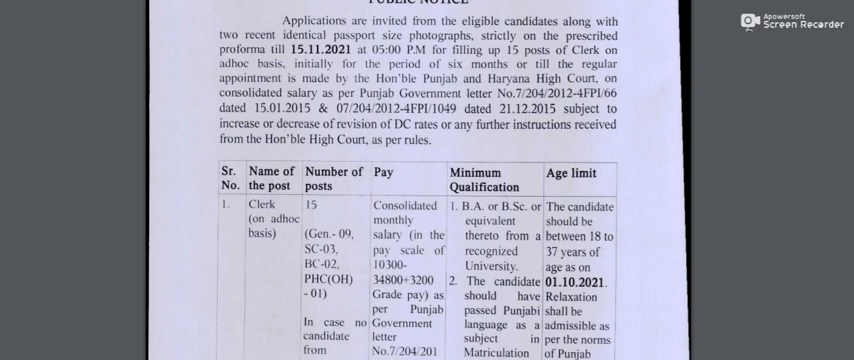 PUBLIC NOTICE
Apowersoft
Screen Recorder
Applications are invited from the eligible candidates along with
two recent identical passport size photographs, strictly on the prescribed
proforma till 15.11.2021 at 05:00 P.M for filling up 15 posts of Clerk on
adhoc basis, initially for the period of six months or till the regular
appointment is made by the Hon'ble Punjab and Haryana High Court, on
consolidated salary as per Punjab Government letter No.7/204/2012-4FPI/66
dated 15.01.2015 & 07/204/2012-4FPI/1049 dated 21.12.2015 subject to
increase or decrease of revision of DC rates or any further instructions received
from the Hon'ble High Court, as per rules.
Sr. No.
Name of the post
Number of posts
Pay
Minimum Qualification
Age limit
1.
Clerk
(on adhoc
basis)
15
(Gen.- 09,
SC-03,
BC-02,
PHC(OH)
- 01)
In case no
candidate
from
Consolidated
monthly
salary (in the
pay scale of
10300-
34800+3200
Grade pay) as
per Punjab
Government
letter
No.7/204/201
1. B.A. or B.Sc. or
equivalent
thereto from a
recognized
University.
2. The candidate
should have
passed Punjabi
language as a
subject in
Matriculation
The candidate
should be
between 18 to
37 years of
age as on
01.10.2021.
Relaxation
shall be
admissible as
per the norms
of Punjab